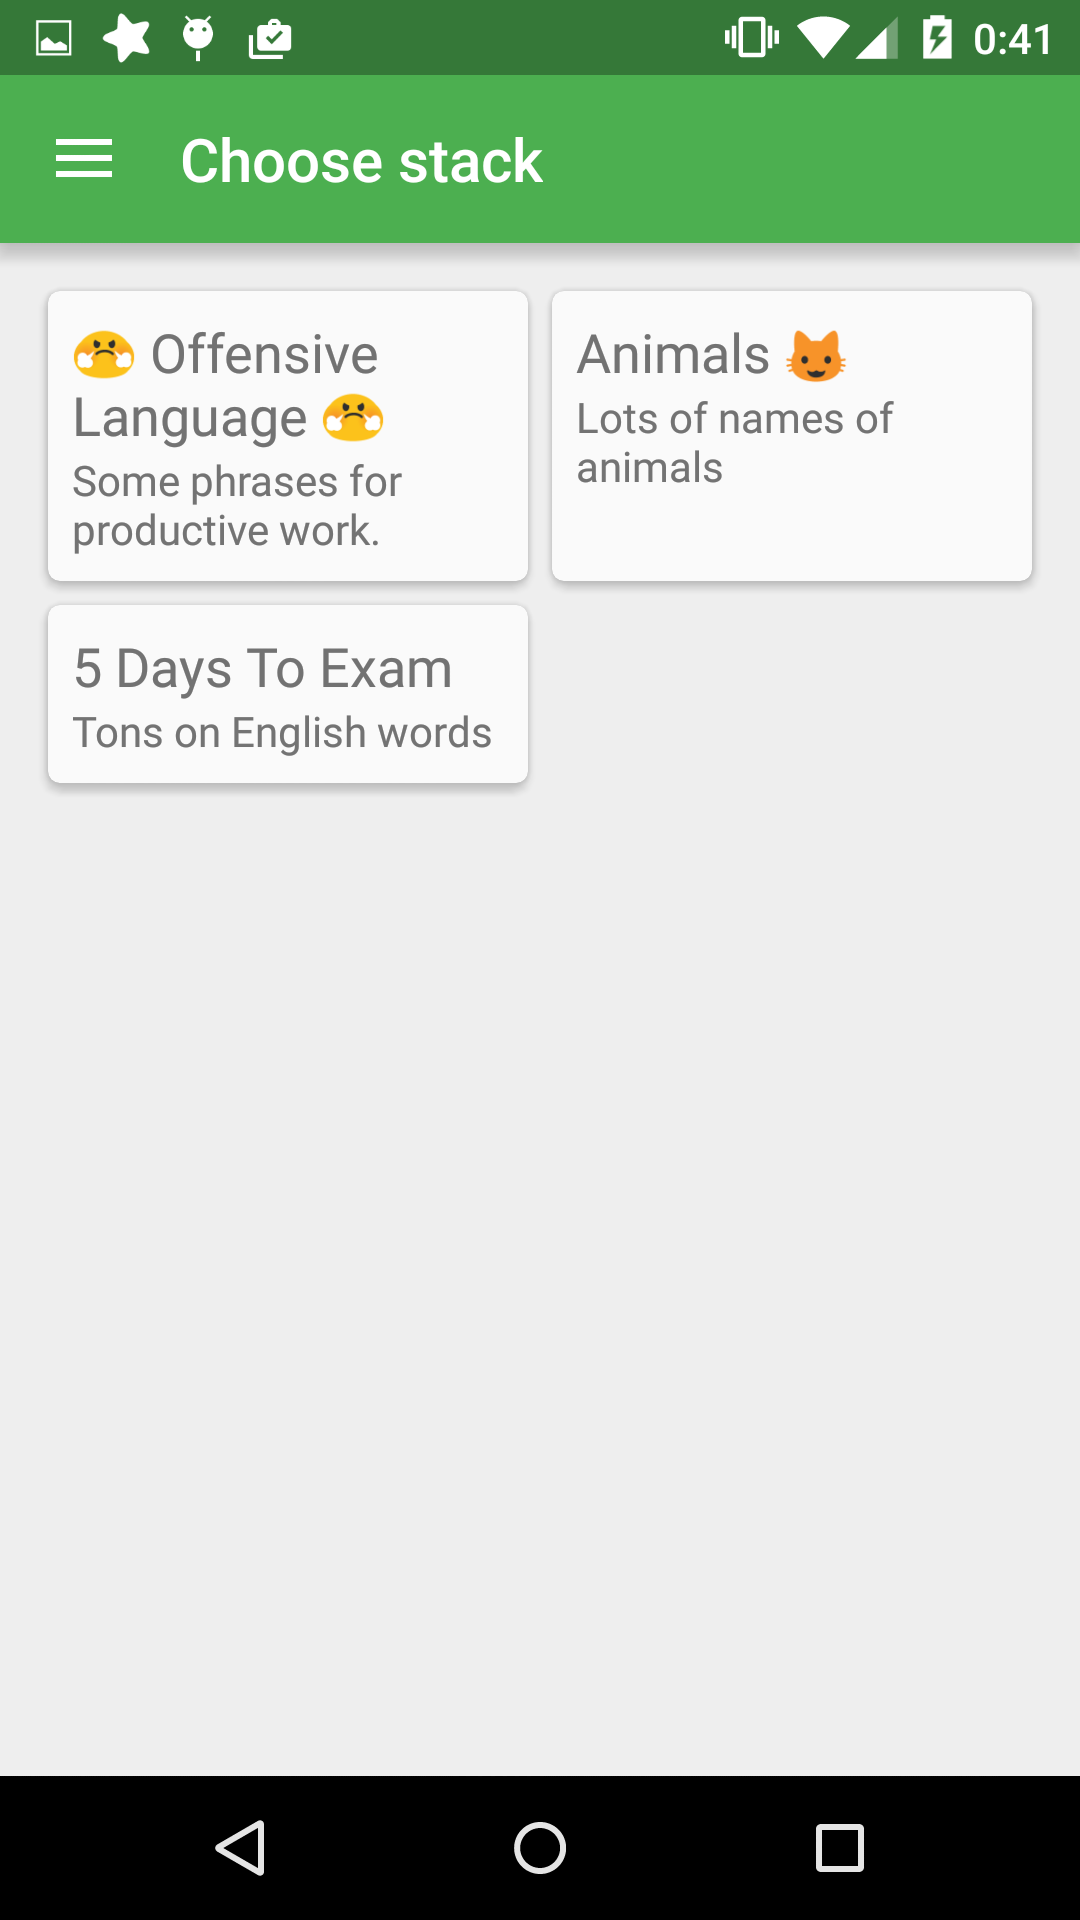 0:41
Choose stack
😤 Offensive
Language 😤
Some phrases for
productive work.
Animals 😺
Lots of names of
animals
5 Days To Exam
Tons on English words